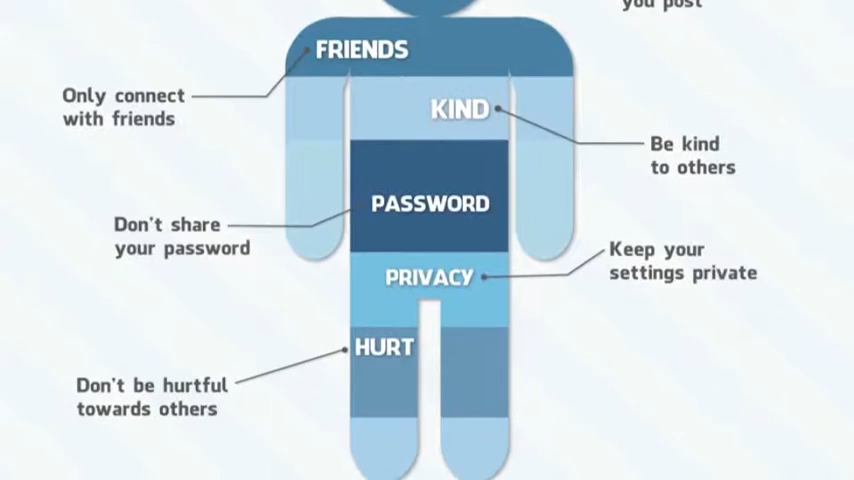 you post
FRIENDS
Only connect
with friends
KIND
Be kind
to others
PASSWORD
Don't share
your password
Keep your
settings private
PRIVACY
HURT
Don't be hurtful
towards others